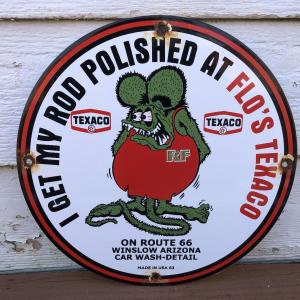 I GET MY ROD POLISHED AT FLO'S TEXACO
TEXACO
TEXACO
RF
ON ROUTE 66
WINSLOW ARIZONA
CAR WASH-DETAIL
MADE IN USA 63